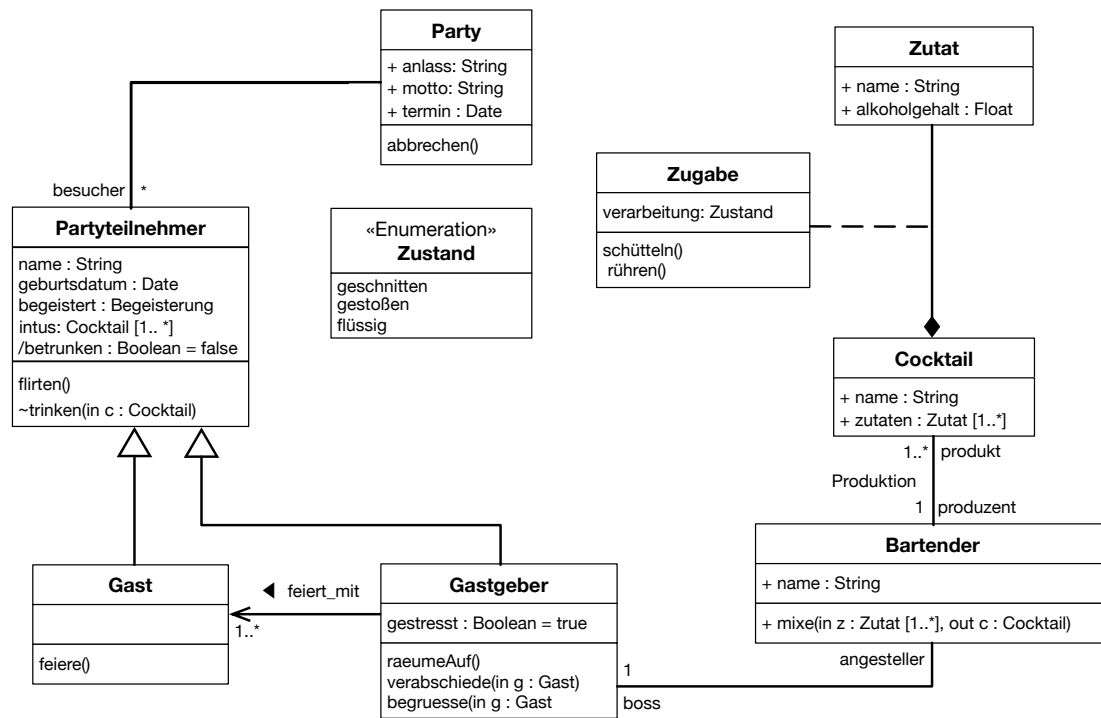 Party
+ anlass: String
+ motto: String
+ termin : Date
abbrechen()
Zutat
+ name : String
+ alkoholgehalt : Float
Zugabe
verarbeitung: Zustand
schütteln()
rühren()
besucher *
Partyteilnehmer
name : String
geburtsdatum : Date
begeistert : Begeisterung
intus: Cocktail [1.. *]
/betrunken : Boolean = false
flirten()
~trinken(in c : Cocktail)
«Enumeration»
Zustand
geschnitten
gestoßen
flüssig
Cocktail
+ name : String
+ zutaten : Zutat [1..*]
1..* produkt
Produktion
1 produzent
Bartender
+ name : String
+ mixe(in z : Zutat [1..*], out c : Cocktail)
angesteller
Gast
feiere()
◀ feiert_mit
1..*
Gastgeber
gestresst : Boolean = true
raeumeAuf()
verabschiede(in g : Gast)
begruesse(in g : Gast
1
boss